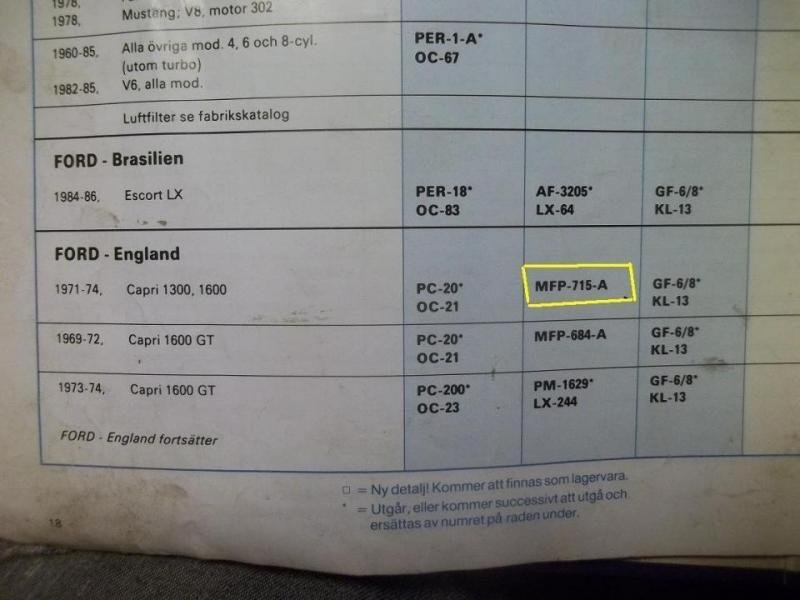 1978,
1978, Mustang; V8, motor 302
1960-85, Alla övriga mod. 4, 6 och 8-cyl. PER-1-A*
(utom turbo) OC-67
1982-85, V6, alla mod.
Luftfilter se fabrikskatalog
FORD - Brasilien
1984-86, Escort LX PER-18* AF-3205* GF-6/8*
OC-83 LX-64 KL-13
FORD - England
1971-74, Capri 1300, 1600 PC-20* MFP-715-A GF-6/8*
OC-21 KL-13
1969-72, Capri 1600 GT PC-20* MFP-684-A GF-6/8*
OC-21 KL-13
1973-74, Capri 1600 GT PC-200* PM-1629* GF-6/8*
OC-23 LX-244 KL-13
FORD - England fortsätter
□ = Ny detalj! Kommer att finnas som lagervara.
* = Utgår, eller kommer successivt att utgå och
ersättas av numret på raden under.
18